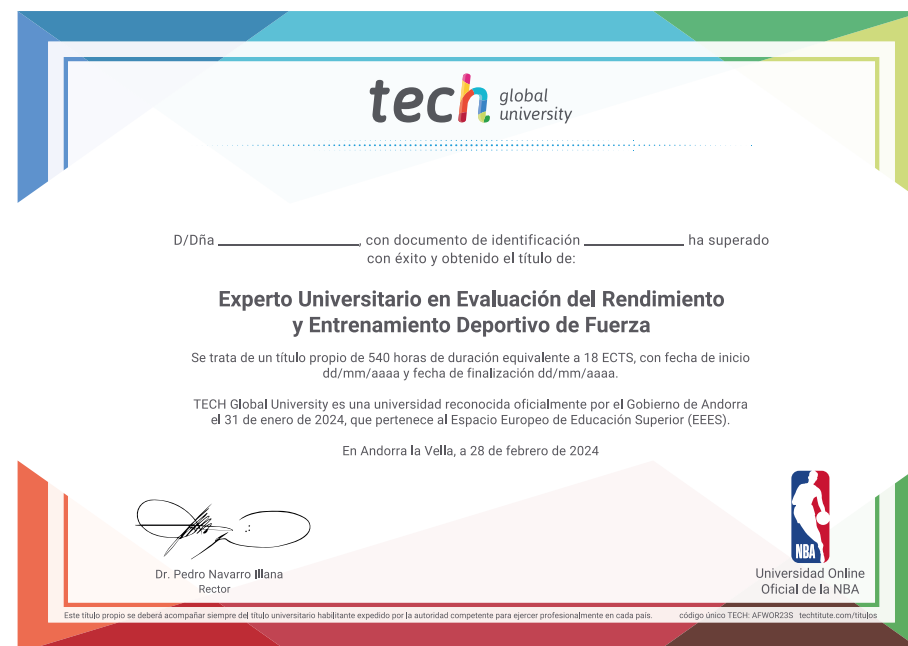 tech global university
D/Dña ____________________, con documento de identificación ______________ ha superado
con éxito y obtenido el título de:
Experto Universitario en Evaluación del Rendimiento
y Entrenamiento Deportivo de Fuerza
Se trata de un título propio de 540 horas de duración equivalente a 18 ECTS, con fecha de inicio
dd/mm/aaaa y fecha de finalización dd/mm/aaaa.
TECH Global University es una universidad reconocida oficialmente por el Gobierno de Andorra
el 31 de enero de 2024, que pertenece al Espacio Europeo de Educación Superior (EEES).
En Andorra la Vella, a 28 de febrero de 2024
Dr. Pedro Navarro Illana
Rector
NBA
Universidad Online
Oficial de la NBA
Este título propio se deberá acompañar siempre del título universitario habilitante expedido por la autoridad competente para ejercer profesionalmente en cada país. código único TECH: AFWOR23S techtitute.com/titulos